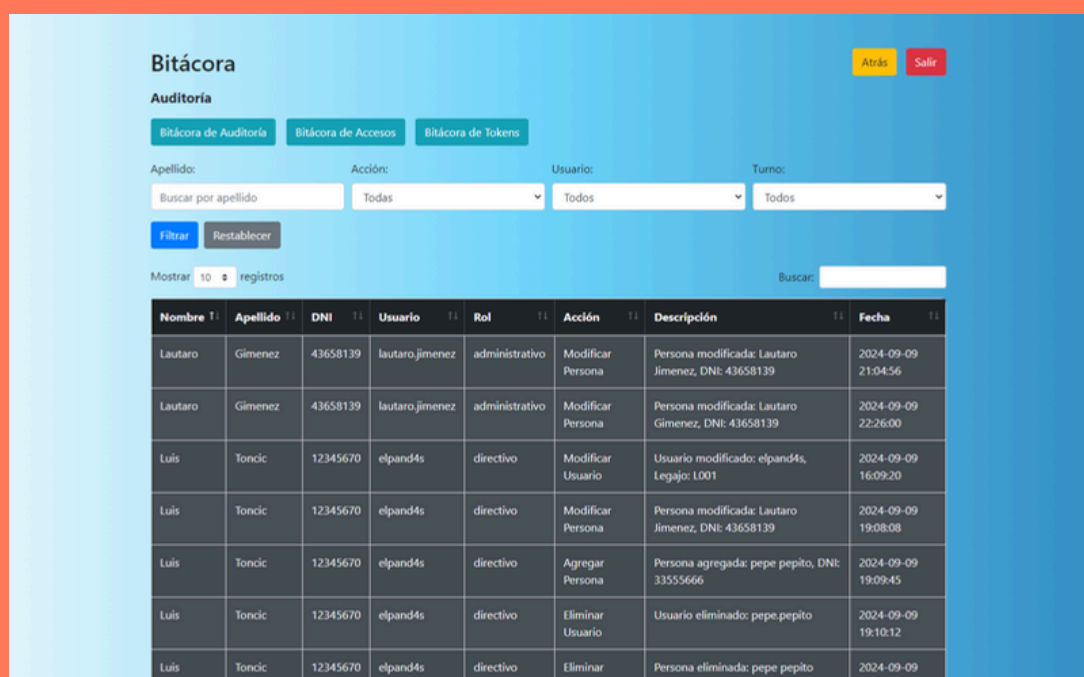 Bitácora
Atrás Salir
Auditoría
Bitácora de Auditoría Bitácora de Accesos Bitácora de Tokens
Apellido: Acción: Usuario: Turno:
Buscar por apellido Todas Todos Todos
Filtrar Restablecer
Mostrar 10 registros Buscar:
Nombre Apellido DNI Usuario Rol Acción Descripción Fecha
Lautaro Gimenez 43658139 lautaro.jimenez administrativo Modificar Persona modificada: Lautaro 2024-09-09
Persona Jimenez, DNI: 43658139 21:04:56
Lautaro Gimenez 43658139 lautaro.jimenez administrativo Modificar Persona modificada: Lautaro 2024-09-09
Persona Gimenez, DNI: 43658139 22:26:00
Luis Toncic 12345670 elpand4s directivo Modificar Usuario modificado: elpand4s, 2024-09-09
Usuario Legajo: L001 16:09:20
Luis Toncic 12345670 elpand4s directivo Modificar Persona modificada: Lautaro 2024-09-09
Persona Jimenez, DNI: 43658139 19:08:08
Luis Toncic 12345670 elpand4s directivo Agregar Persona agregada: pepe pepito, DNI: 2024-09-09
Persona 33555666 19:09:45
Luis Toncic 12345670 elpand4s directivo Eliminar Usuario eliminado: pepe.pepito 2024-09-09
Usuario 19:10:12
Luis Toncic 12345670 elpand4s directivo Eliminar Persona eliminada: pepe pepito 2024-09-09